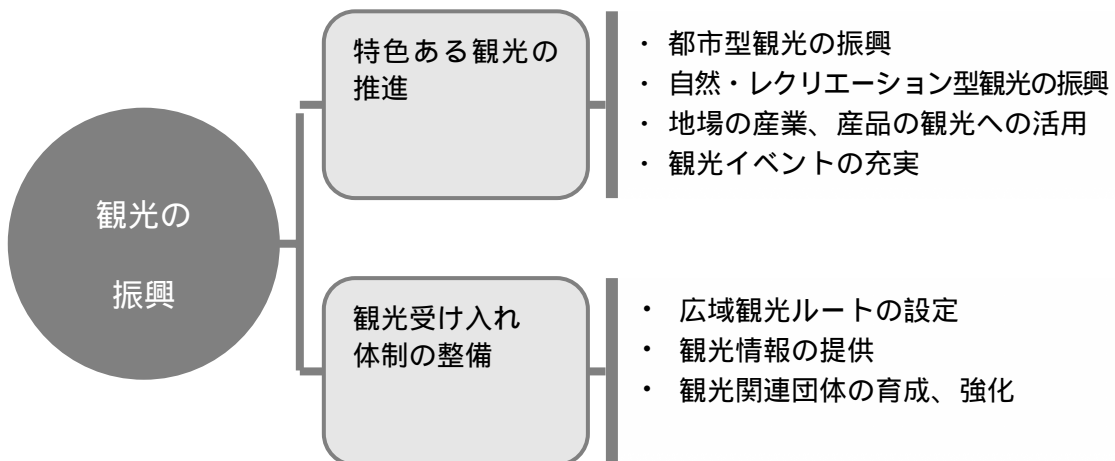 観光の
振興
特色ある観光の
推進
・ 都市型観光の振興
・ 自然・レクリエーション型観光の振興
・ 地場の産業、産品の観光への活用
・ 観光イベントの充実
観光受け入れ
体制の整備
・ 広域観光ルートの設定
・ 観光情報の提供
・ 観光関連団体の育成、強化